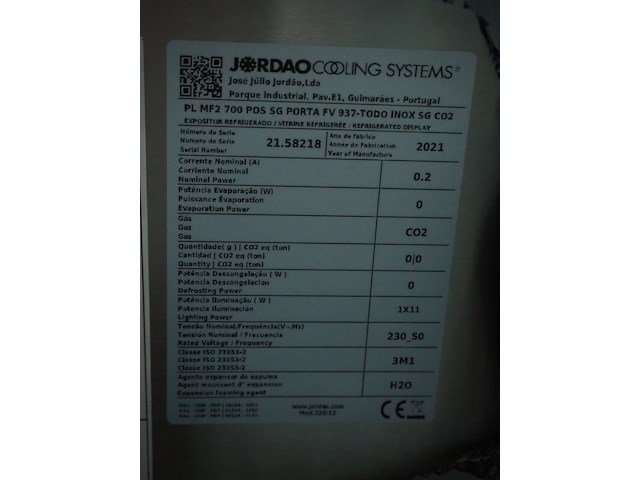 JORDAO COOLING SYSTEMS®
José Júlio Jordão,Lda
Parque Industrial, Pav.E1, Guimarães - Portugal
PL MF2 700 PDS SG PORTA FV 937-TODO INOX SG CO2
EXPOSITOR REFRIGERADO / VITRINE RÉFRIGÉRÉE / REFRIGERATED DISPLAY
Número de Serie
Numéro de Serie
Serial Number
21.58218
Ano de fabrico
Année de Fabrication
Year of Manufacture
2021
Corrente Nominal (A)
Corriente Nominal
Nominal Power
0.2
Potência Evaporação (W)
Puissance Évaporation
Evaporation Power
0
Gás
Gaz
Gas
CO2
Quantidade( g ) | CO2 eq (ton)
Cantidad | CO2 eq (ton)
Quantity | CO2 eq (ton)
0|0
Potência Descongelação ( W )
Potencia Descongelación
Defrosting Power
0
Potência Iluminação ( W )
Potencia Iluminación
Lighting Power
1X11
Tensão Nominal/Frequência(V~/Hz)
Tension Nominal / Frecuencia
Rated Voltage / Frequency
230_50
Classe ISO 23953-2
Classe ISO 23953-2
Classe ISO 23953-2
3M1
Agente expansor da espuma
Agent moussant d' expansion
Expansion foaming agent
H2O
www.jordao.com
CE